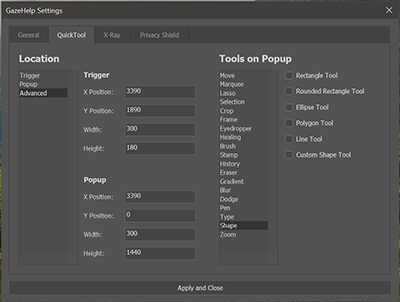 GazeHelp Settings
General
QuickTool
X-Ray
Privacy Shield
Location
Trigger
Popup
Advanced
Trigger
X Position: 3390
Y Position: 1890
Width: 300
Height: 180
Popup
X Position: 3390
Y Position: 0
Width: 300
Height: 1440
Tools on Popup
Move
Marquee
Lasso
Selection
Crop
Frame
Eyedropper
Healing
Brush
Stamp
History
Eraser
Gradient
Blur
Dodge
Pen
Type
Shape
Zoom
Rectangle Tool
Rounded Rectangle Tool
Ellipse Tool
Polygon Tool
Line Tool
Custom Shape Tool
Apply and Close